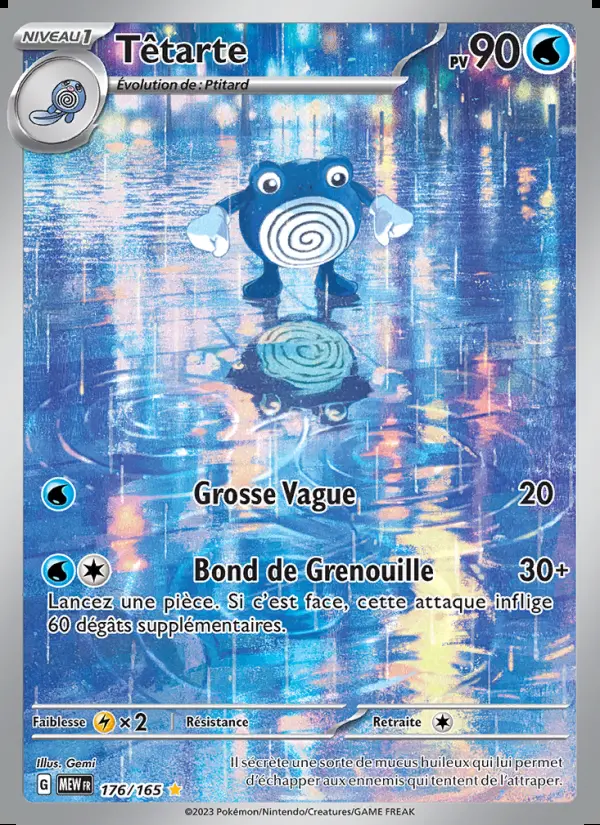 NIVEAU 1
Têtarte
PV 90
Évolution de : Ptitard
Grosse Vague 20
Bond de Grenouille 30+
Lancez une pièce. Si c'est face, cette attaque inflige
60 dégâts supplémentaires.
Faiblesse ×2 Résistance Retraite
Illus. Gemi
Il sécrète une sorte de mucus huileux qui lui permet
d'échapper aux ennemis qui tentent de l'attraper.
G MEW FR 176/165
©2023 Pokémon/Nintendo/Creatures/GAME FREAK